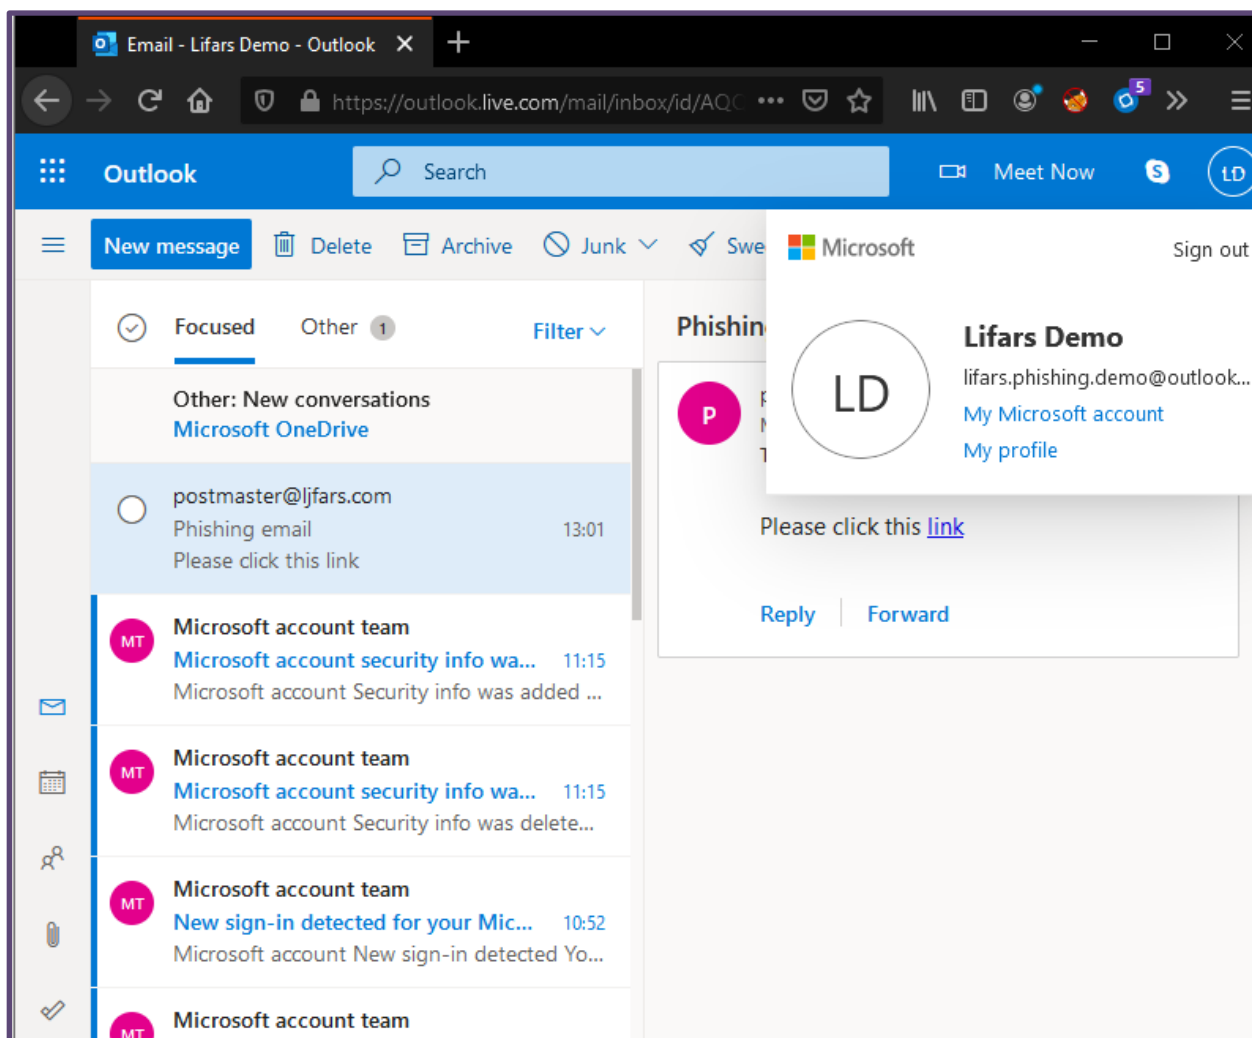 Email - Lifars Demo - Outlook
https://outlook.live.com/mail/inbox/id/AQC
5
Outlook
Search
Meet Now
S
LD
New message
Delete
Archive
Junk
Swe
Microsoft
Sign out
Focused
Other 1
Filter
Phishin
LD
Lifars Demo
lifars.phishing.demo@outlook...
My Microsoft account
My profile
Other: New conversations
Microsoft OneDrive
P
postmaster@ljfars.com
Phishing email 13:01
Please click this link
Please click this link
Reply
Forward
MT
Microsoft account team
Microsoft account security info wa... 11:15
Microsoft account Security info was added ...
MT
Microsoft account team
Microsoft account security info wa... 11:15
Microsoft account Security info was delete...
MT
Microsoft account team
New sign-in detected for your Mic... 10:52
Microsoft account New sign-in detected Yo...
MT
Microsoft account team